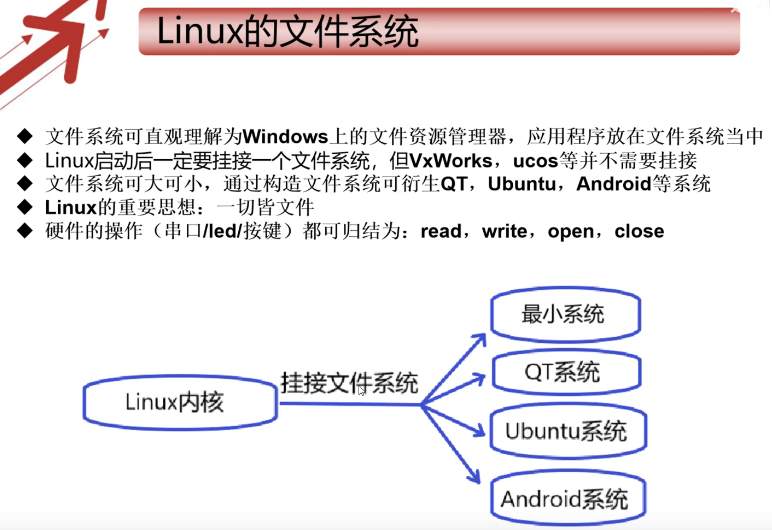 Linux的文件系统
◆ 文件系统可直观理解为Windows上的文件资源管理器，应用程序放在文件系统当中
◆ Linux启动后一定要挂接一个文件系统，但VxWorks，ucos等并不需要挂接
◆ 文件系统可大可小，通过构造文件系统可衍生QT，Ubuntu，Android等系统
◆ Linux的重要思想：一切皆文件
◆ 硬件的操作（串口/led/按键）都可归结为：read，write，open，close
最小系统
挂接文件系统
QT系统
Linux内核
Ubuntu系统
Android系统